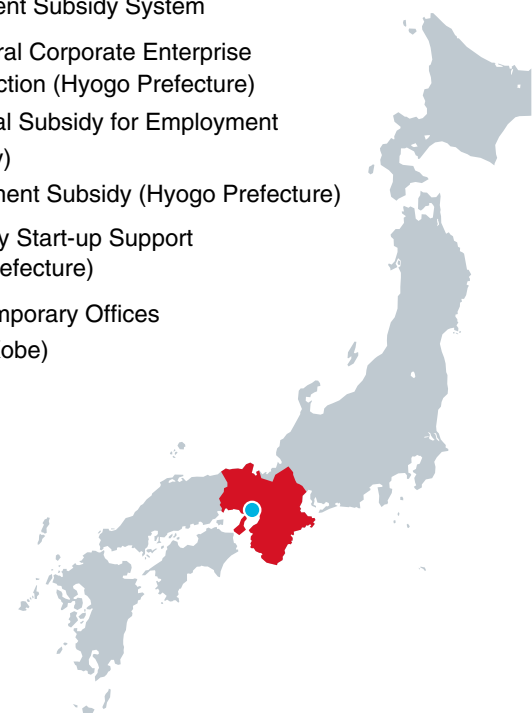 ent Subsidy System
ral Corporate Enterprise
ction (Hyogo Prefecture)
al Subsidy for Employment
)
ment Subsidy (Hyogo Prefecture)
y Start-up Support
efecture)
mporary Offices
obe)